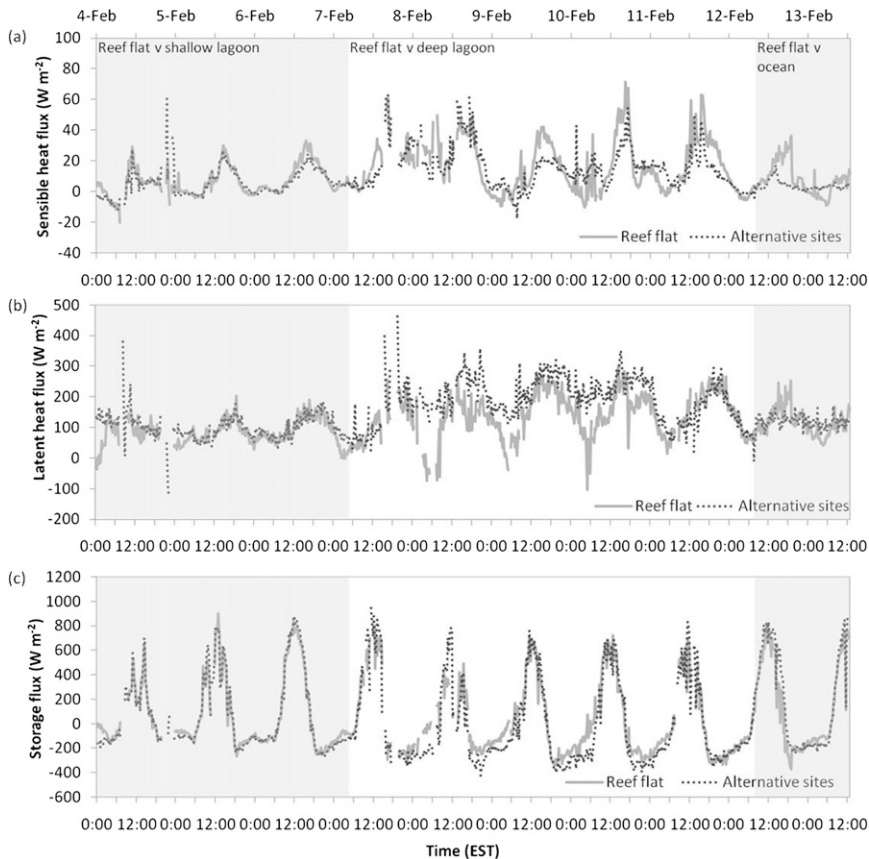 4-Feb 5-Feb 6-Feb 7-Feb 8-Feb 9-Feb 10-Feb 11-Feb 12-Feb 13-Feb
(a)
Sensible heat flux (W m-2)
100
80
60
40
20
0
-20
-40
Reef flat v shallow lagoon
Reef flat v deep lagoon
Reef flat v
ocean
Reef flat Alternative sites
0:00 12:00 0:00 12:00 0:00 12:00 0:00 12:00 0:00 12:00 0:00 12:00 0:00 12:00 0:00 12:00 0:00 12:00 0:00 12:00
(b)
Latent heat flux (W m-2)
500
400
300
200
100
0
-100
-200
Reef flat Alternative sites
0:00 12:00 0:00 12:00 0:00 12:00 0:00 12:00 0:00 12:00 0:00 12:00 0:00 12:00 0:00 12:00 0:00 12:00 0:00 12:00
(c)
Storage flux (W m-2)
1200
1000
800
600
400
200
0
-200
-400
-600
Reef flat Alternative sites
0:00 12:00 0:00 12:00 0:00 12:00 0:00 12:00 0:00 12:00 0:00 12:00 0:00 12:00 0:00 12:00 0:00 12:00 0:00 12:00
Time (EST)